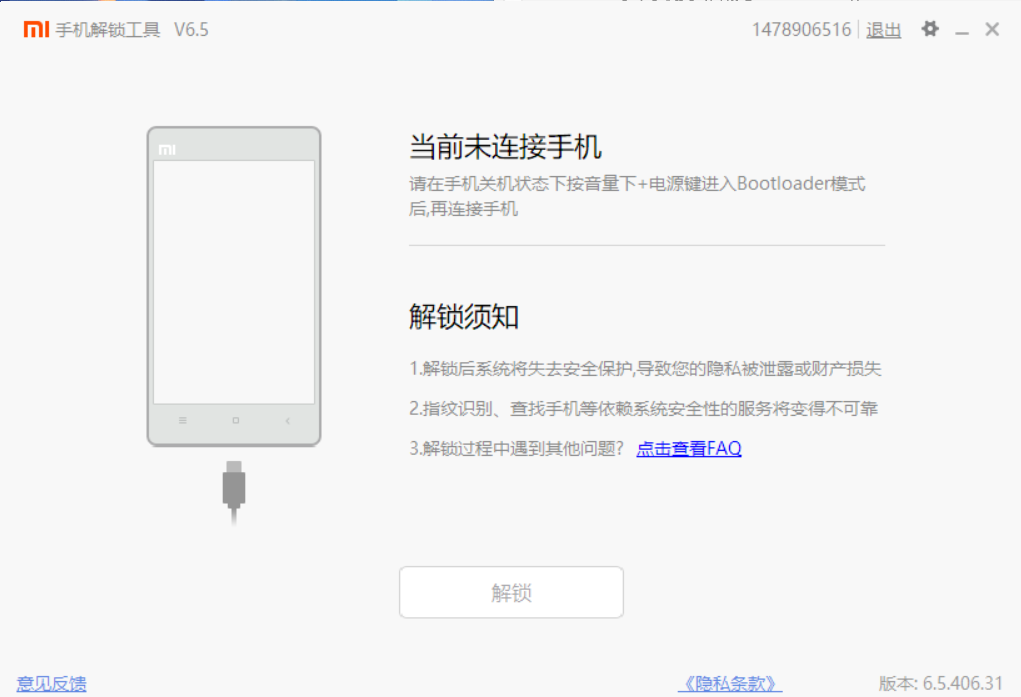 mi 手机解锁工具 V6.5
1478906516 退出
mi
当前未连接手机
请在手机关机状态下按音量下+电源键进入Bootloader模式
后,再连接手机
解锁须知
1.解锁后系统将失去安全保护,导致您的隐私被泄露或财产损失
2.指纹识别、查找手机等依赖系统安全性的服务将变得不可靠
3.解锁过程中遇到其他问题? 点击查看FAQ
解锁
意见反馈
《隐私条款》
版本: 6.5.406.31